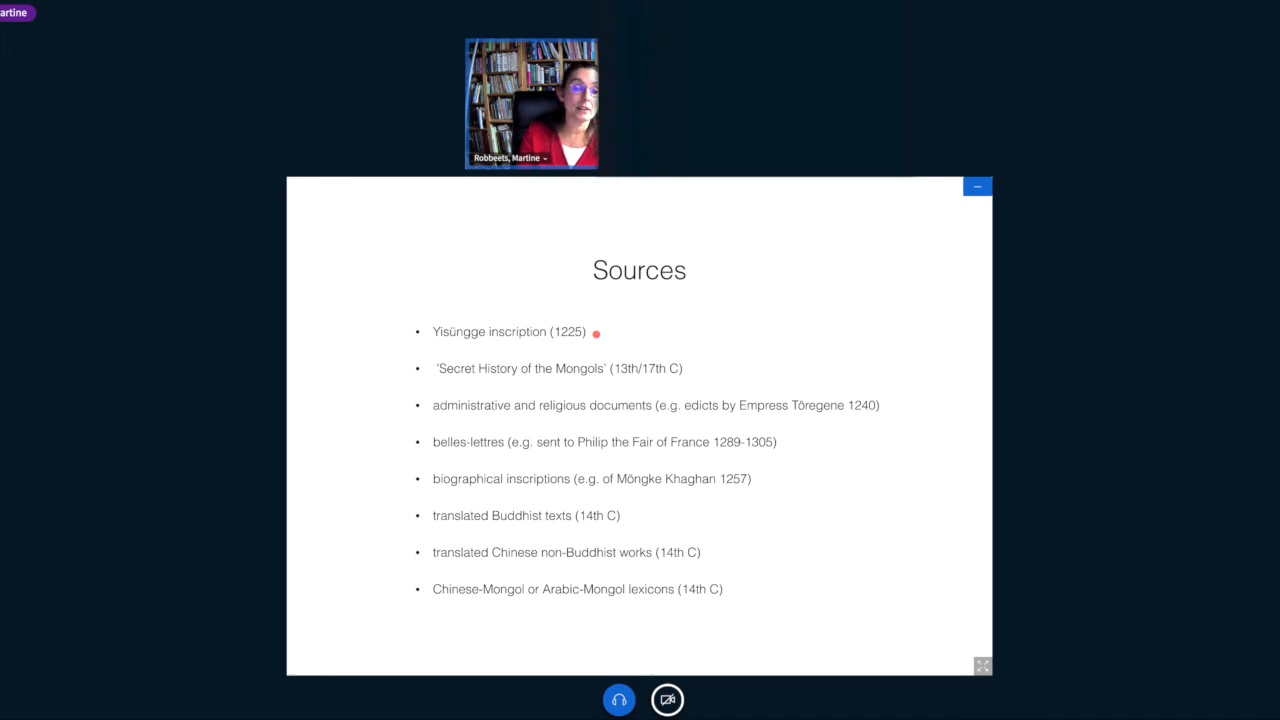 artine
Robbeets, Martine
Sources
• Yisüngge inscription (1225)
• 'Secret History of the Mongols' (13th/17th C)
• administrative and religious documents (e.g. edicts by Empress Töregene 1240)
• belles-lettres (e.g. sent to Philip the Fair of France 1289-1305)
• biographical inscriptions (e.g. of Möngke Khaghan 1257)
• translated Buddhist texts (14th C)
• translated Chinese non-Buddhist works (14th C)
• Chinese-Mongol or Arabic-Mongol lexicons (14th C)